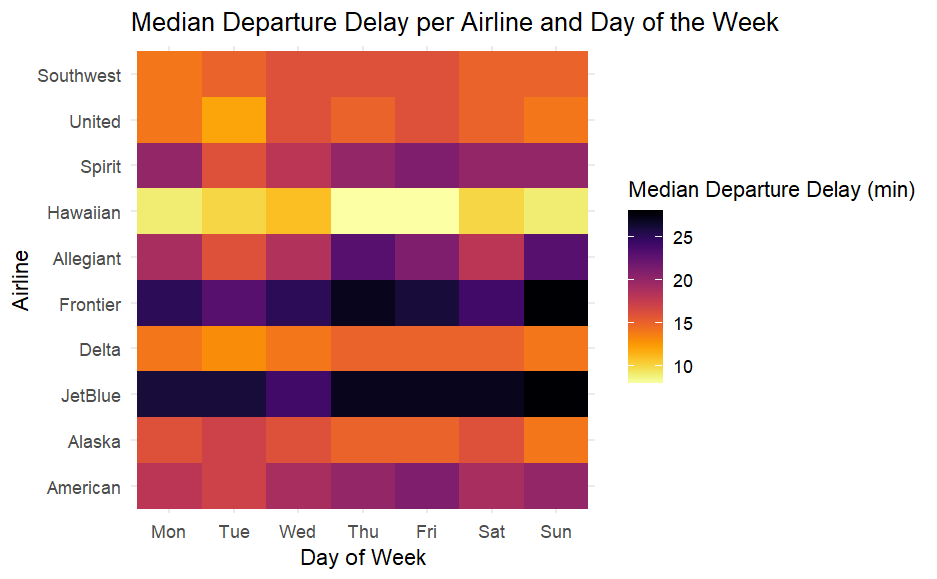 Median Departure Delay per Airline and Day of the Week
Airline
Southwest
United
Spirit
Hawaiian
Allegiant
Frontier
Delta
JetBlue
Alaska
American
Mon Tue Wed Thu Fri Sat Sun
Day of Week
Median Departure Delay (min)
25
20
15
10